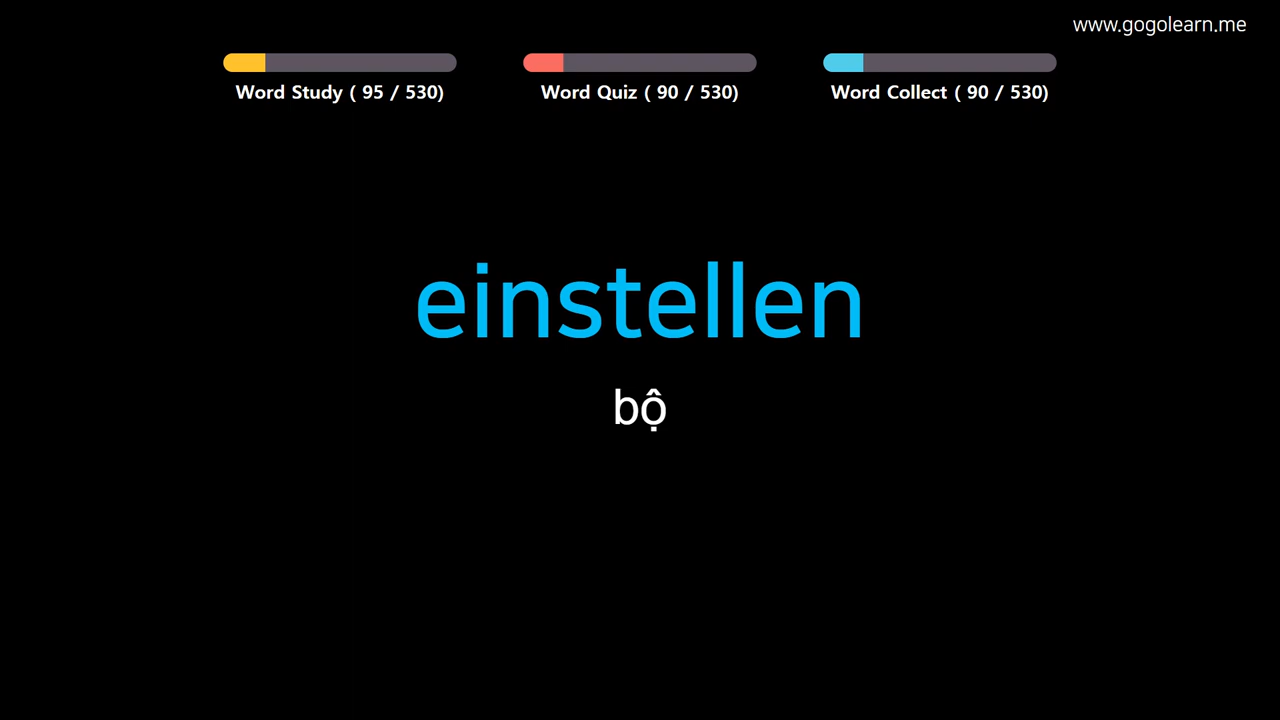 www.gogolearn.me
Word Study ( 95 / 530)
Word Quiz ( 90 / 530)
Word Collect ( 90 / 530)
einstellen
bộ